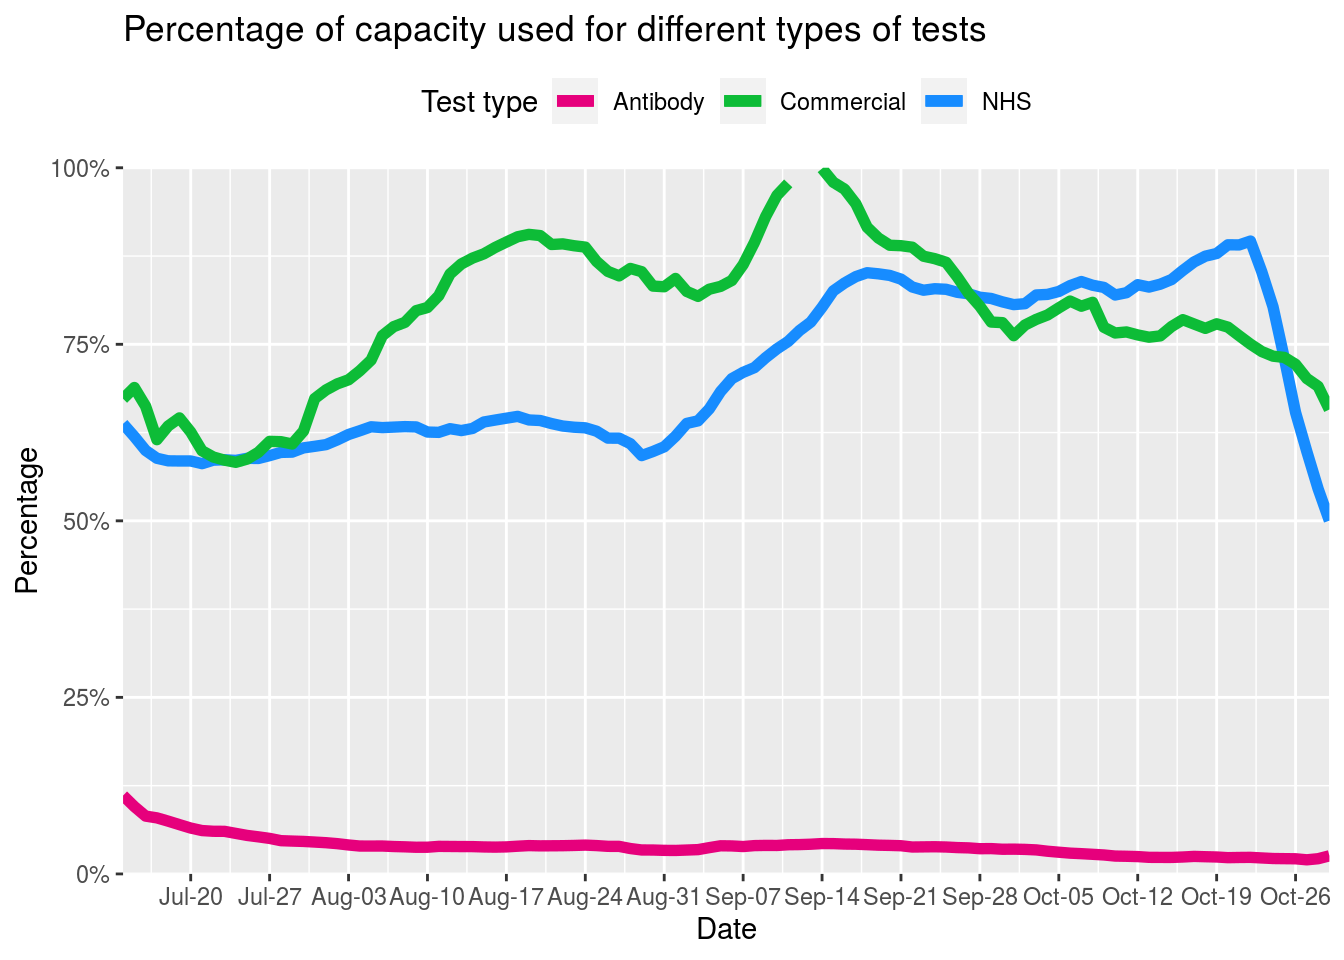 Percentage of capacity used for different types of tests
Test type Antibody Commercial NHS
100%
75%
50%
25%
0%
Percentage
Jul-20 Jul-27 Aug-03 Aug-10 Aug-17 Aug-24 Aug-31 Sep-07 Sep-14 Sep-21 Sep-28 Oct-05 Oct-12 Oct-19 Oct-26
Date